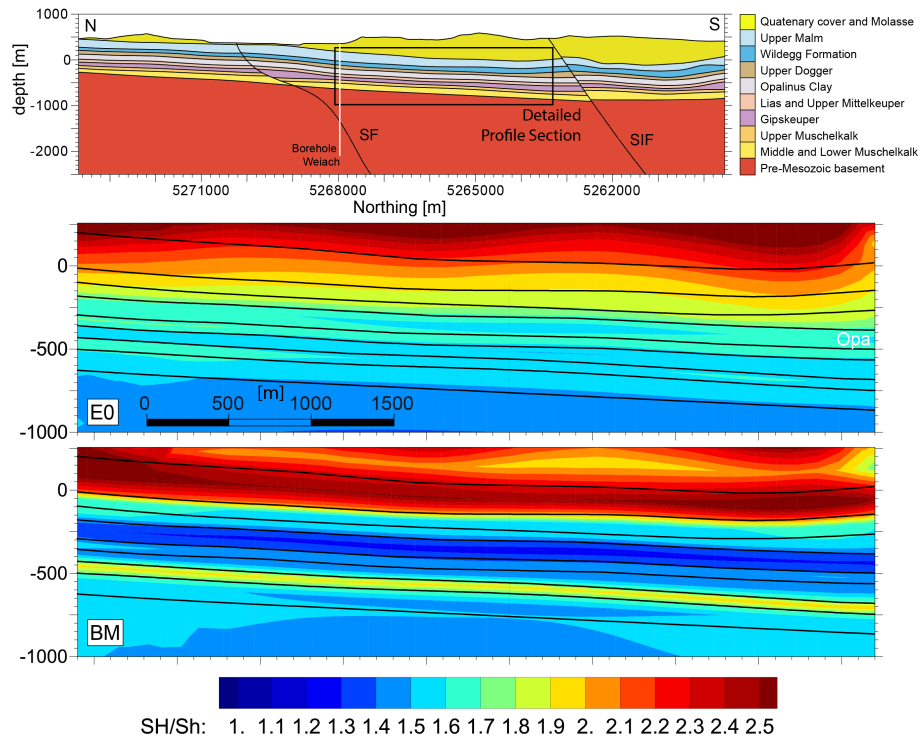 N
S
1000
0
-1000
-2000
depth [m]
SF
SIF
Borehole
Weiach
Detailed
Profile Section
5271000
5268000
5265000
5262000
Northing [m]
Quatenary cover and Molasse
Upper Malm
Wildegg Formation
Upper Dogger
Opalinus Clay
Lias and Upper Mittelkeuper
Gipskeuper
Upper Muschelkalk
Middle and Lower Muschelkalk
Pre-Mesozoic basement
0
-500
-1000
Opa
E0
[m]
0 500 1000 1500
0
-500
-1000
BM
SH/Sh: 1. 1.1 1.2 1.3 1.4 1.5 1.6 1.7 1.8 1.9 2. 2.1 2.2 2.3 2.4 2.5